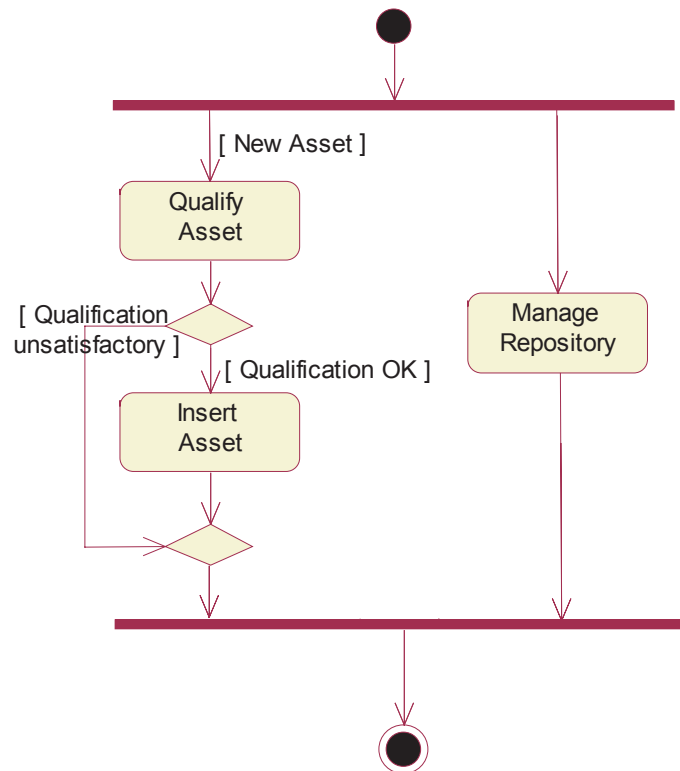 [ New Asset ]
Qualify
Asset
[ Qualification
unsatisfactory ]
Manage
Repository
[ Qualification OK ]
Insert
Asset